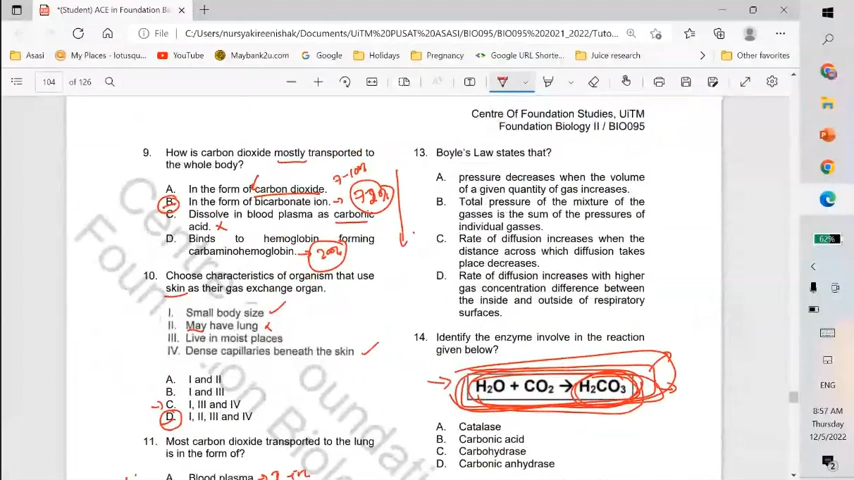 *(Student) ACE in Foundation B
File
C:/Users/nursyakireenishak/Documents/UiTM%20PUSAT%20ASASI/BIO095/BIO095%202021_2022/Tuto...
Asasi
My Places - lotusqu...
YouTube
Maybank2u.com
Google
Holidays
Pregnancy
Google URL Shorte...
Juice research
Other favorites
104 of 126
Centre Of Foundation Studies, UiTM
Foundation Biology II / BIO095
9. How is carbon dioxide mostly transported to
the whole body?
7-10%
A. In the form of carbon dioxide.
B. In the form of bicarbonate ion.
C. Dissolve in blood plasma as carbonic
acid.
D. Binds to hemoglobin forming
carbaminohemoglobin.
20%
10. Choose characteristics of organism that use
skin as their gas exchange organ.
I. Small body size
II. May have lung
III. Live in moist places
IV. Dense capillaries beneath the skin
A. I and II
B. I and III
C. I, III and IV
D. I, II, III and IV
11. Most carbon dioxide transported to the lung
is in the form of?
A. Blood plasma
13. Boyle's Law states that?
A. pressure decreases when the volume
of a given quantity of gas increases.
B. Total pressure of the mixture of the
gasses is the sum of the pressures of
individual gasses.
C. Rate of diffusion increases when the
distance across which diffusion takes
place decreases.
D. Rate of diffusion increases with higher
gas concentration difference between
the inside and outside of respiratory
surfaces.
14. Identify the enzyme involve in the reaction
given below?
H₂O + CO₂ → H₂CO₃
A. Catalase
B. Carbonic acid
C. Carbohydrase
D. Carbonic anhydrase
62%
ENG
8:57 AM
Thursday
12/5/2022
2